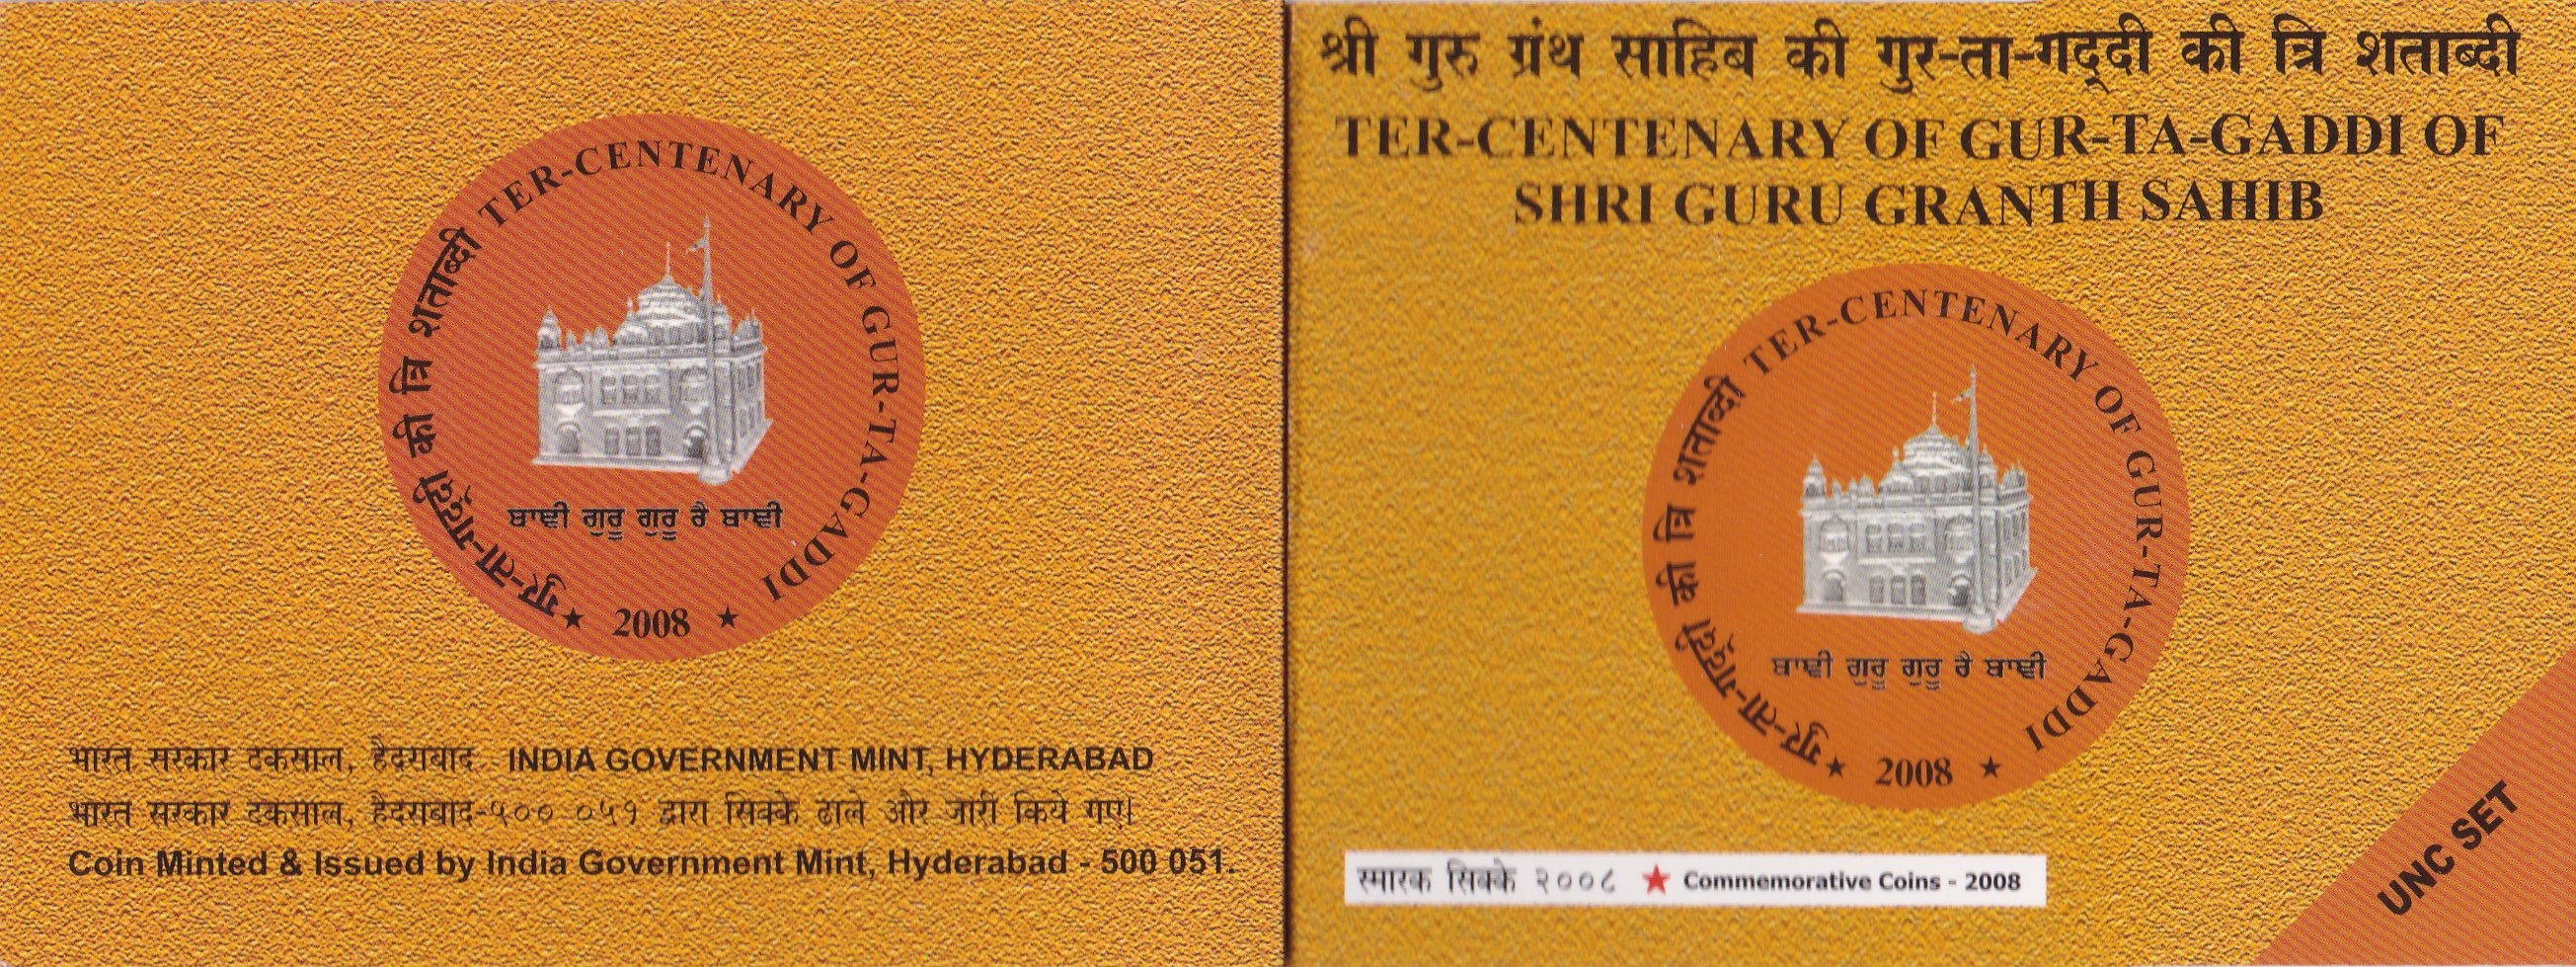 गुर-ता-गद्दी की त्रि शताब्दी TER-CENTENARY OF GUR-TA-GADDI
ਬਾਣੀ ਗੁਰੂ ਗੁਰੂ ਹੈ ਬਾਣੀ
★ 2008 ★
भारत सरकार टकसाल, हैदराबाद INDIA GOVERNMENT MINT, HYDERABAD
भारत सरकार टकसाल, हैदराबाद-५०० ०५१ द्वारा सिक्के ढाले और जारी किये गए।
Coin Minted & Issued by India Government Mint, Hyderabad - 500 051.
श्री गुरु ग्रंथ साहिब की गुर-ता-गद्दी की त्रि शताब्दी
TER-CENTENARY OF GUR-TA-GADDI OF
SHRI GURU GRANTH SAHIB
गुर-ता-गद्दी की त्रि शताब्दी TER-CENTENARY OF GUR-TA-GADDI
ਬਾਣੀ ਗੁਰੂ ਗੁਰੂ ਹੈ ਬਾਣੀ
★ 2008 ★
स्मारक सिक्के २००८ ★ Commemorative Coins - 2008
UNC SET